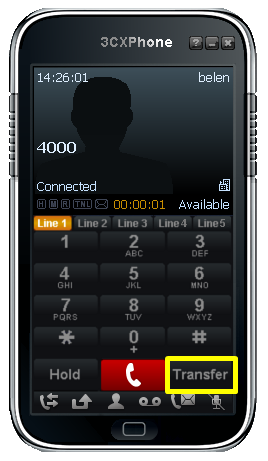 3CXPhone ? 
14:26:01 belen
4000
Connected
H M R TNL 00:00:01 Available
Line 1 Line 2 Line 3 Line 4 Line5
1 2 3
ABC DEF
4 5 6
GHI JKL MNO
7 8 9
PQRS TUV WXYZ
* 0 #
+
Hold Transfer